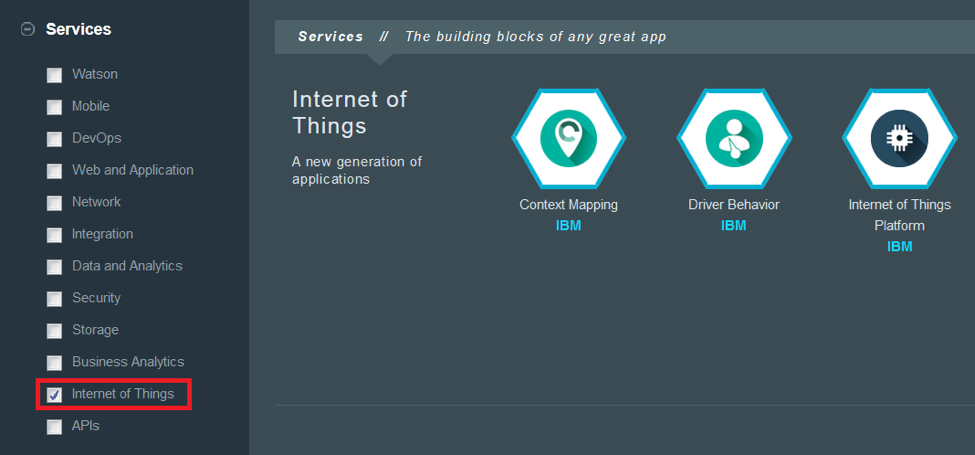 Services
Watson
Mobile
DevOps
Web and Application
Network
Integration
Data and Analytics
Security
Storage
Business Analytics
Internet of Things
APIs
Services // The building blocks of any great app
Internet of
Things
A new generation of
applications
Context Mapping
IBM
Driver Behavior
IBM
Internet of Things
Platform
IBM